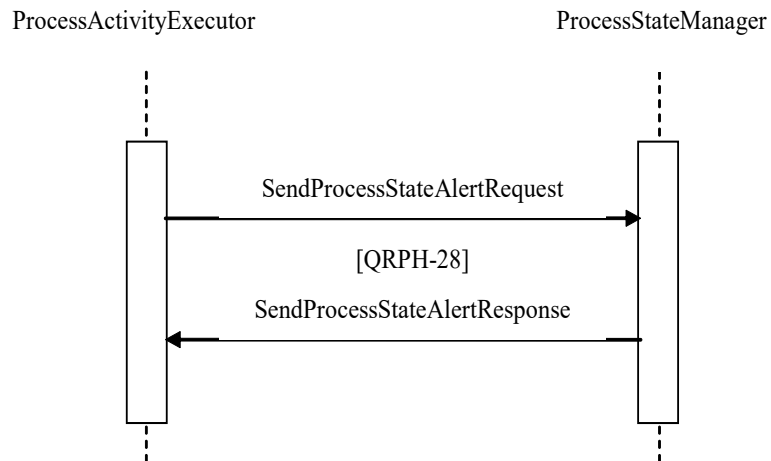 ProcessActivityExecutor
ProcessStateManager
SendProcessStateAlertRequest
[QRPH-28]
SendProcessStateAlertResponse